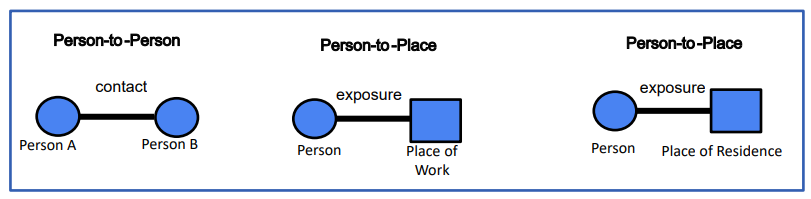 Person-to-Person
contact
Person A
Person B
Person-to-Place
exposure
Person
Place of
Work
Person-to-Place
exposure
Person
Place of Residence